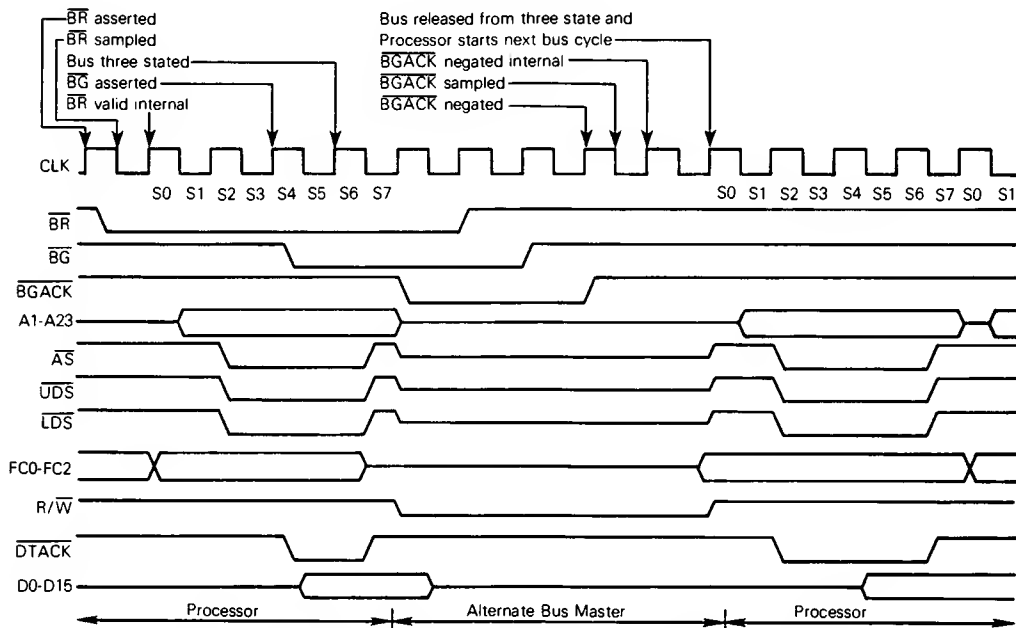 BR asserted
BR sampled
Bus three stated
BG asserted
BR valid internal
Bus released from three state and
Processor starts next bus cycle
BGACK negated internal
BGACK sampled
BGACK negated
CLK
S0 S1 S2 S3 S4 S5 S6 S7 S0 S1 S2 S3 S4 S5 S6 S7 S0 S1
BR
BG
BGACK
A1-A23
AS
UDS
LDS
FC0-FC2
R/W
DTACK
D0-D15
Processor Alternate Bus Master Processor